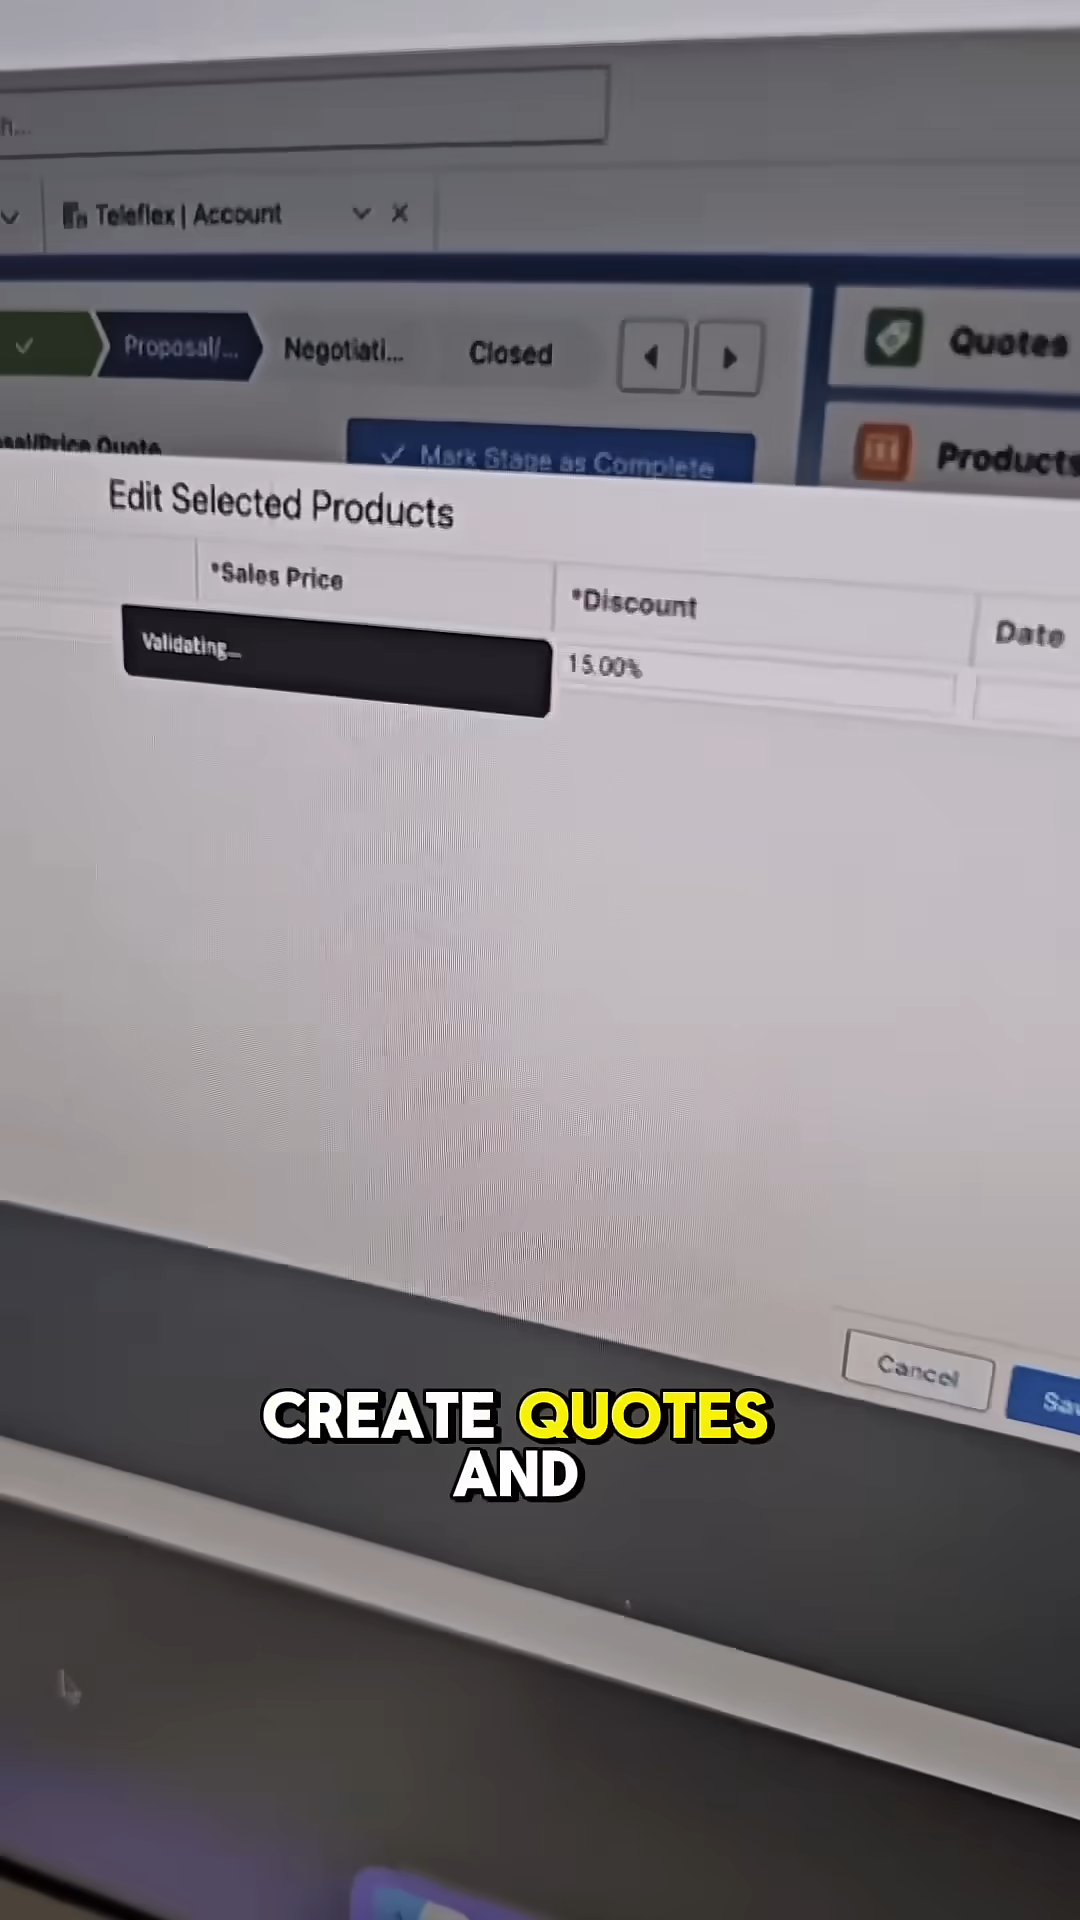 h...
Teleflex | Account
Proposal/...
Negotiati...
Closed
Quotes
Mark Stage as Complete
Products
Edit Selected Products
*Sales Price
*Discount
Date
Validating...
15.00%
Cancel
CREATE QUOTES
AND